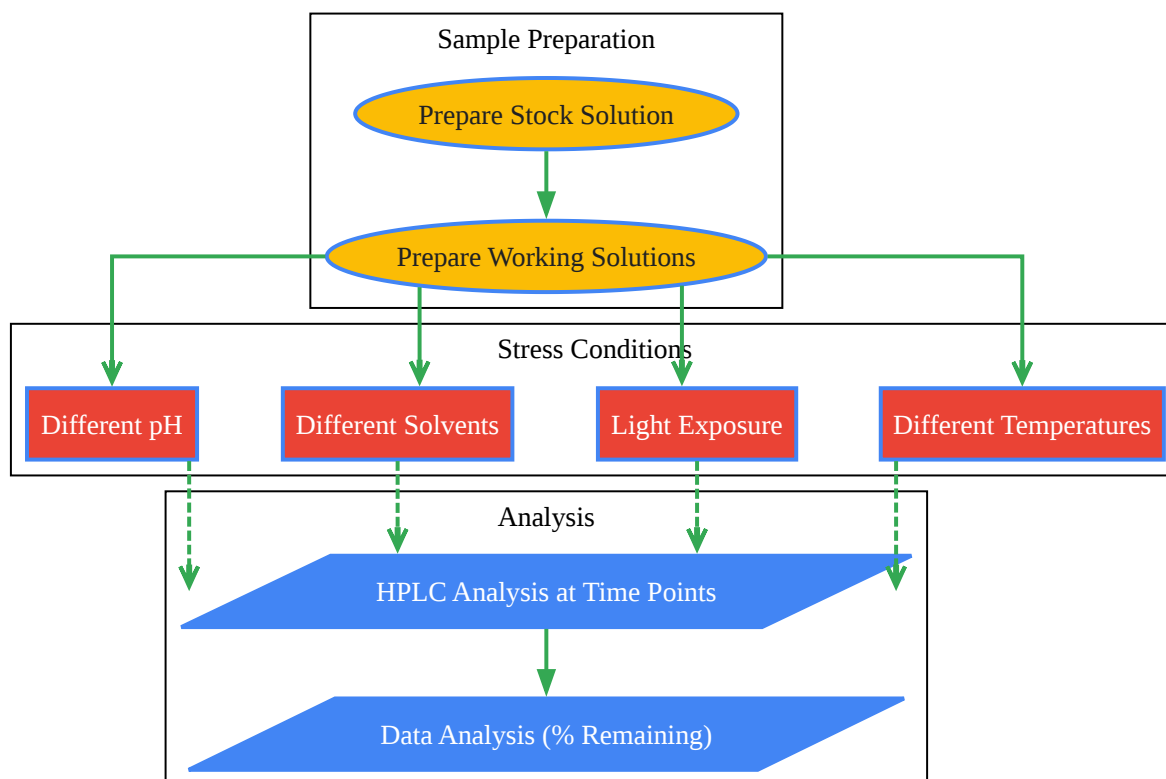 Sample Preparation
Prepare Stock Solution
Prepare Working Solutions
Stress Conditions
Different pH
Different Solvents
Light Exposure
Different Temperatures
Analysis
HPLC Analysis at Time Points
Data Analysis (% Remaining)